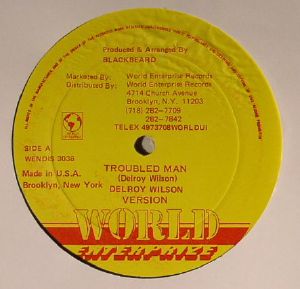 Produced & Arranged By
BLACKBEARD
Marketed By: World Enterprise Records
Distributed By: World Enterprise Records
4714 Church Avenue
Brooklyn, N.Y. 11203
(718) 282-7709
282-7842
TELEX 4973708WORLDUI
SIDE A
WENDIS 3036
Made in U.S.A.
Brooklyn, New York
TROUBLED MAN
(Delroy Wilson)
DELROY WILSON
VERSION
WORLD
ENTERPRIZE